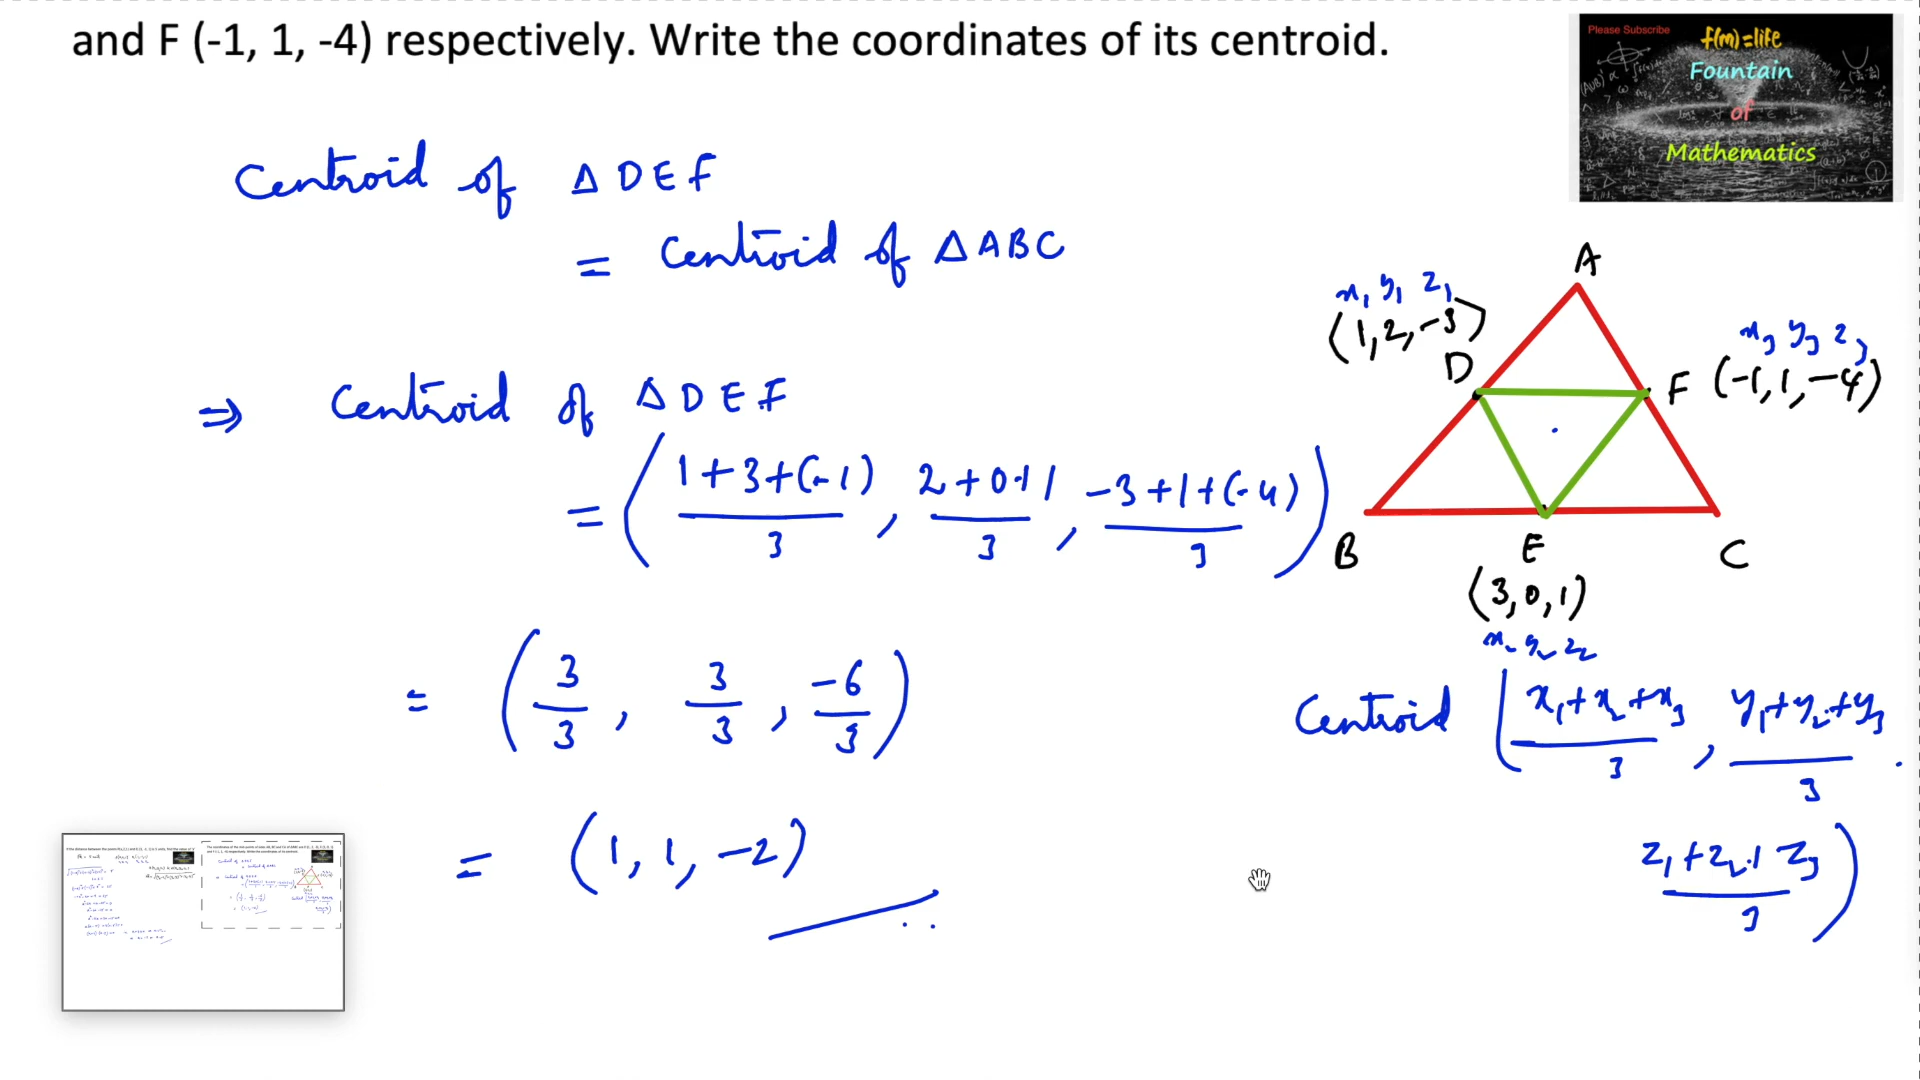 and F (-1, 1, -4) respectively. Write the coordinates of its centroid.
Please Subscribe
f(m)=life
Fountain
of
Mathematics
Centroid of Δ DEF
= Centroid of Δ ABC
⇒ Centroid of Δ DEF
= (1+3+(-1)/3, 2+0+1/3, -3+1+(-4)/3)
= (3/3, 3/3, -6/3)
= (1, 1, -2)
A
x₁ y₁ z₁
(1, 2, -3)
D
x₃ y₃ z₃
F (-1, 1, -4)
B
E
C
(3, 0, 1)
x₂ y₂ z₂
Centroid (x₁+x₂+x₃/3, y₁+y₂+y₃/3,
z₁+z₂+z₃/3)